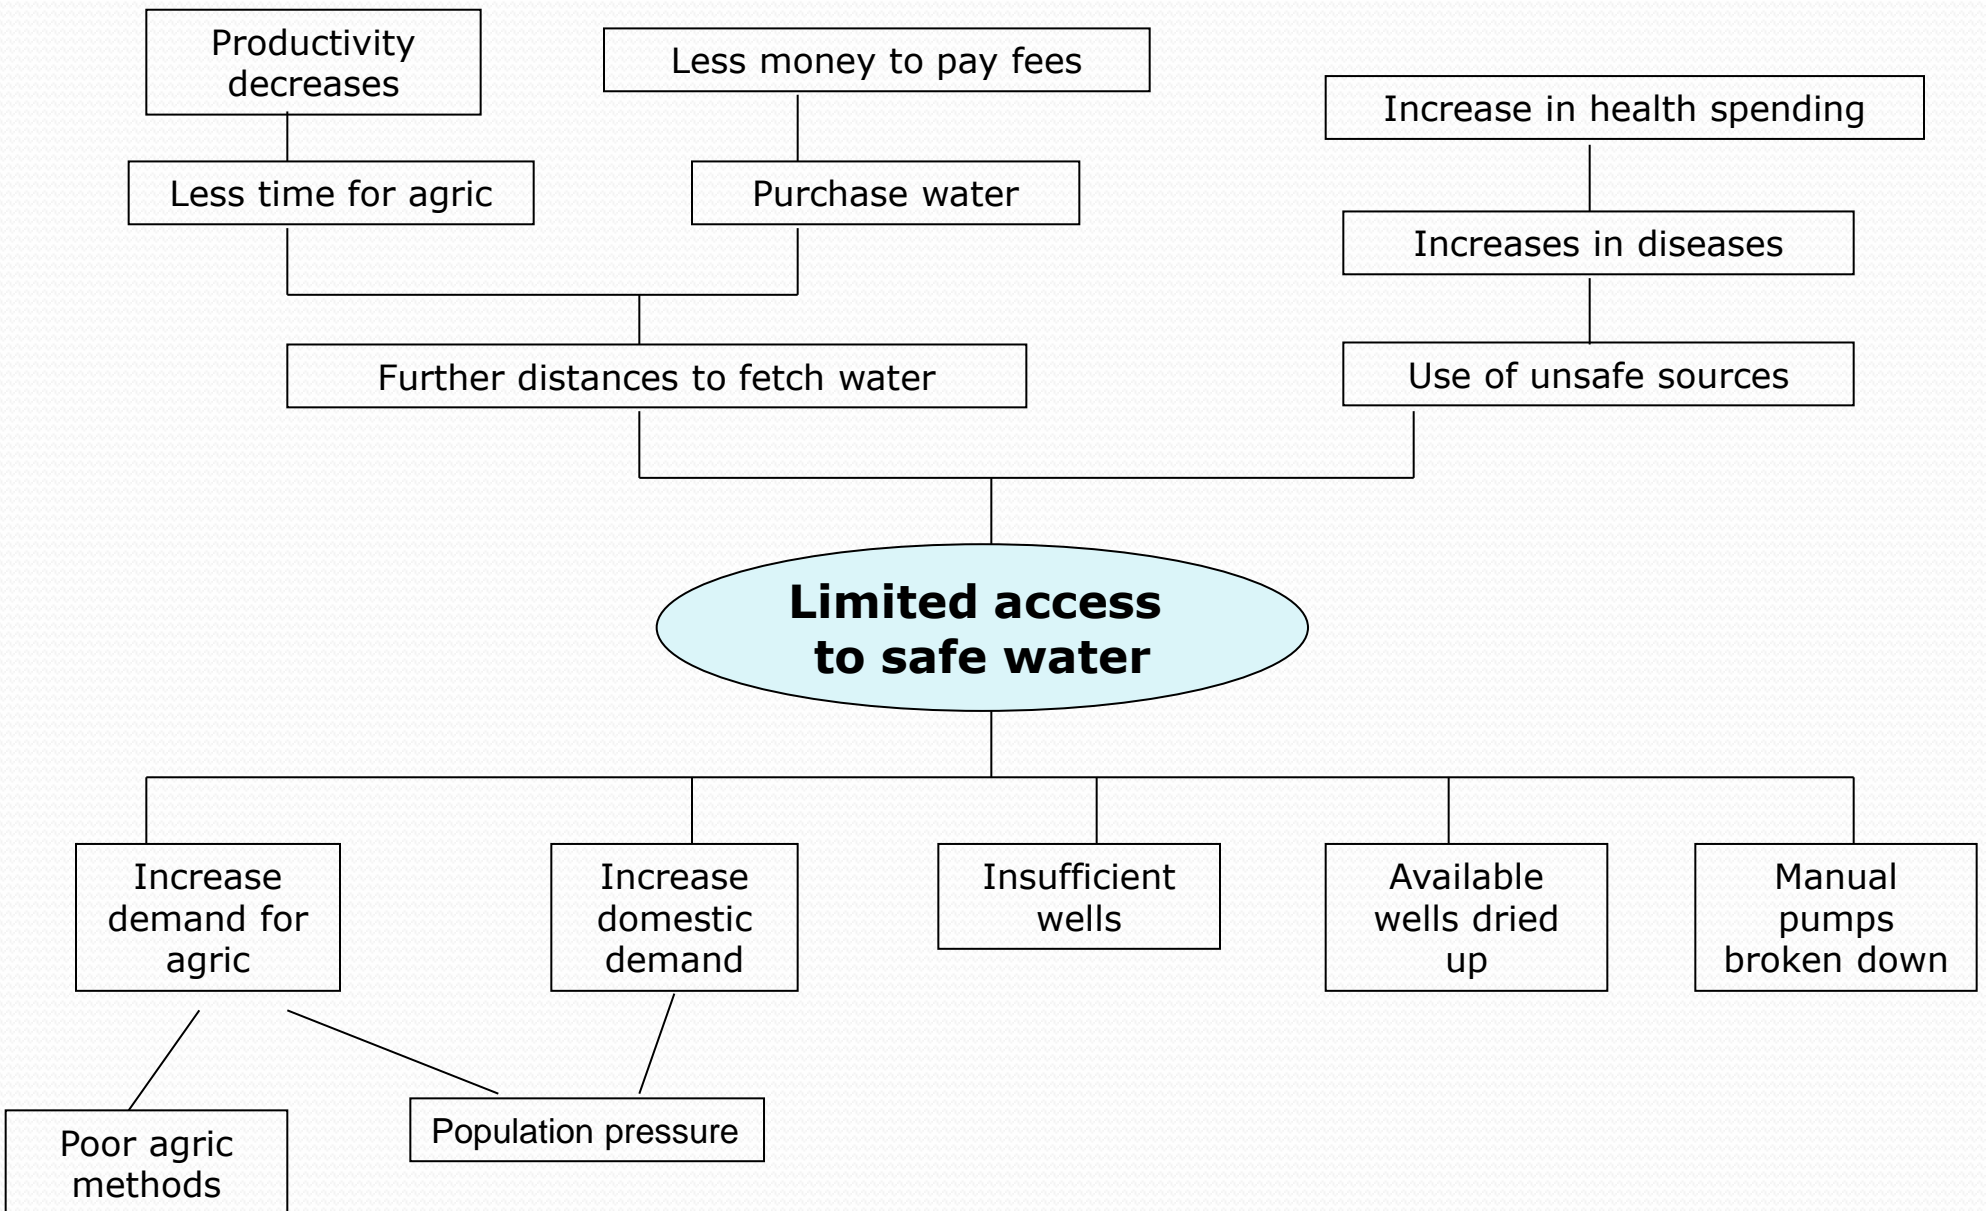 Productivity
decreases
Less money to pay fees
Increase in health spending
Less time for agric
Purchase water
Increases in diseases
Further distances to fetch water
Use of unsafe sources
Limited access
to safe water
Increase
demand for
agric
Increase
domestic
demand
Insufficient
wells
Available
wells dried
up
Manual
pumps
broken down
Poor agric
methods
Population pressure